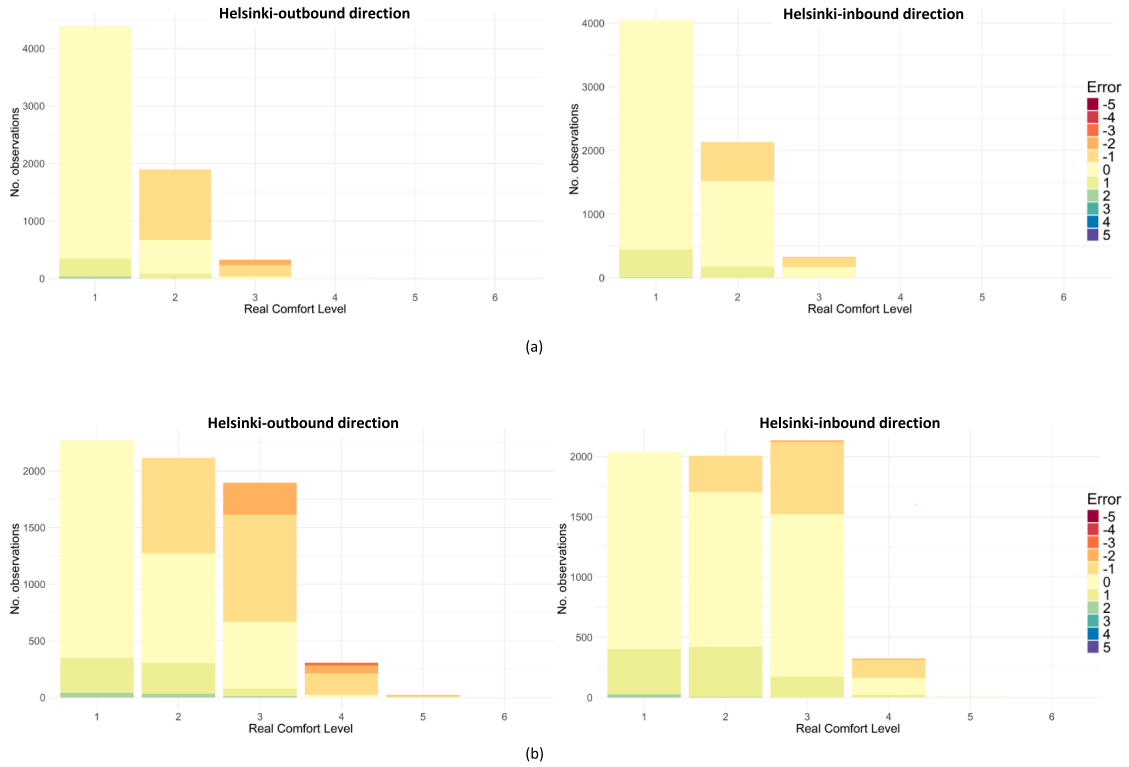 Helsinki-outbound direction
No. observations
4000
3000
2000
1000
0
1 2 3 4 5 6
Real Comfort Level
Helsinki-inbound direction
No. observations
4000
3000
2000
1000
0
1 2 3 4 5 6
Real Comfort Level
Error
-5
-4
-3
-2
-1
0
1
2
3
4
5
(a)
Helsinki-outbound direction
No. observations
2000
1500
1000
500
0
1 2 3 4 5 6
Real Comfort Level
Helsinki-inbound direction
No. observations
2000
1500
1000
500
0
1 2 3 4 5 6
Real Comfort Level
Error
-5
-4
-3
-2
-1
0
1
2
3
4
5
(b)